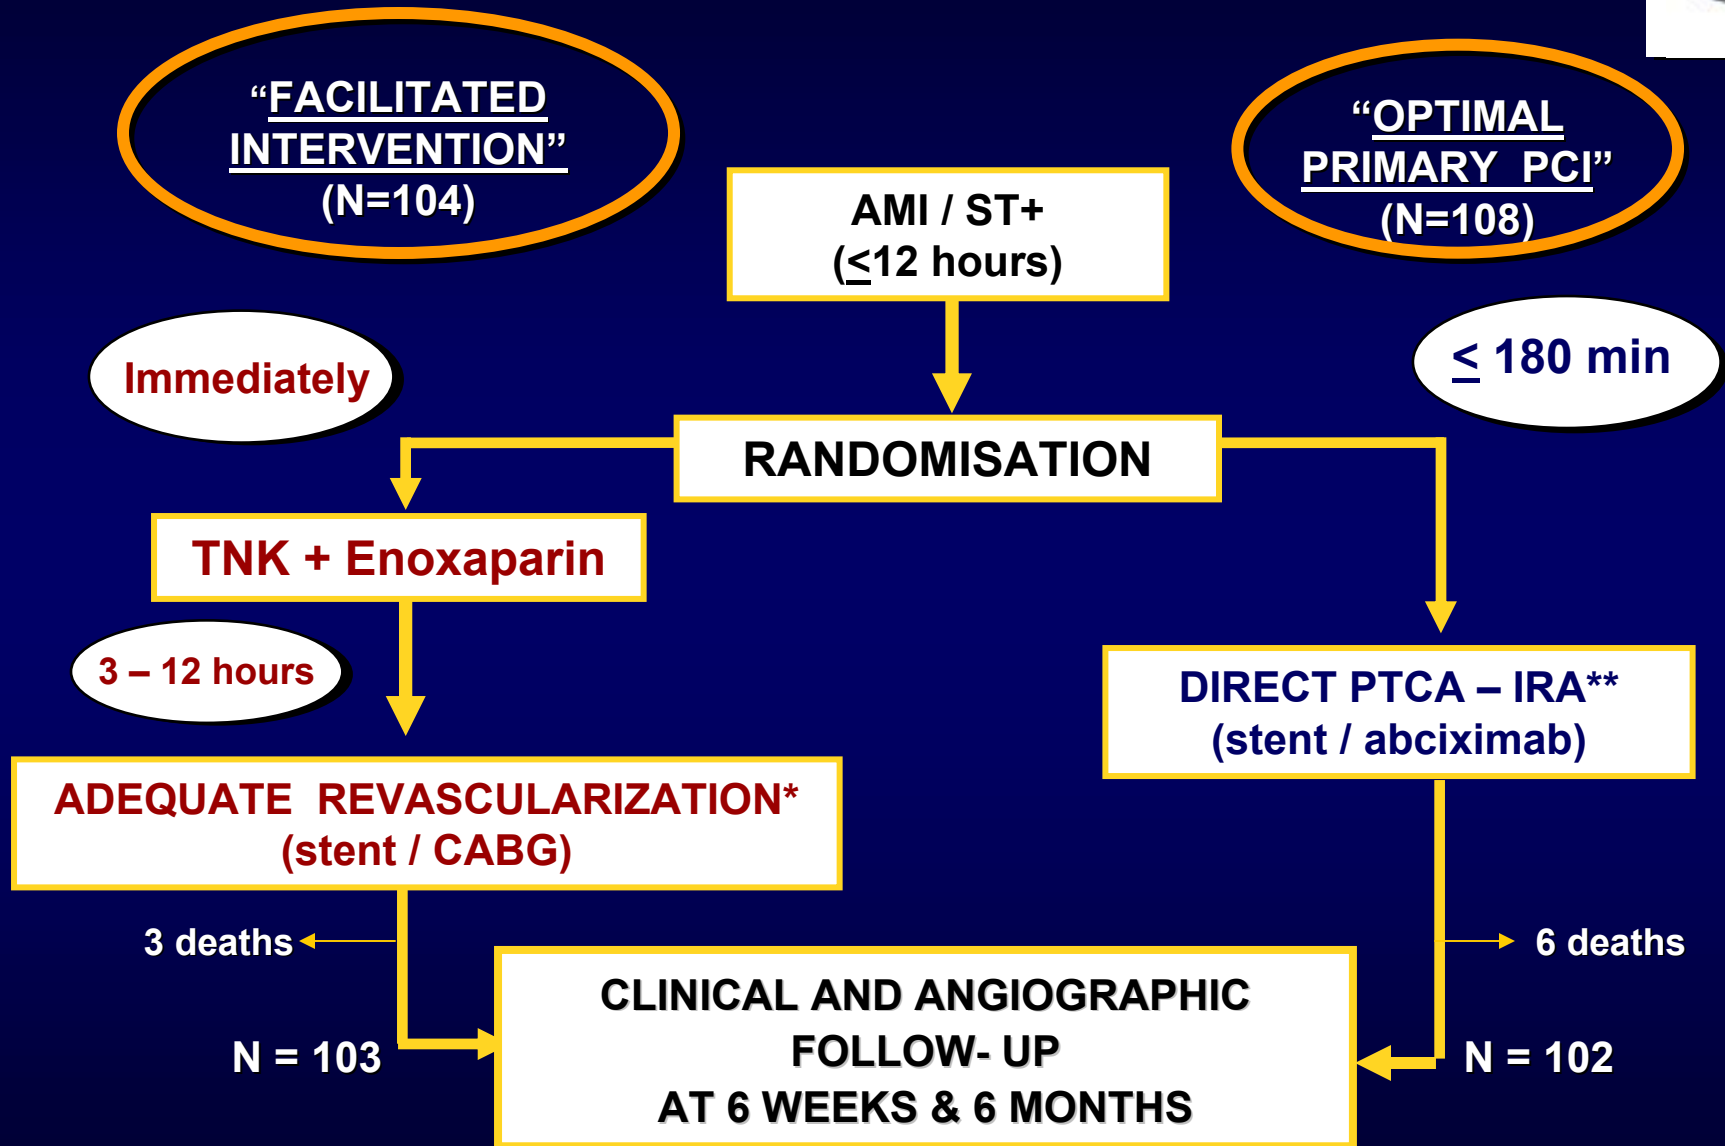 “FACILITATED
INTERVENTION”
(N=104)
“OPTIMAL
PRIMARY PCI”
(N=108)
AMI / ST+
(<12 hours)
Immediately
< 180 min
RANDOMISATION
TNK + Enoxaparin
3 – 12 hours
DIRECT PTCA – IRA**
(stent / abciximab)
ADEQUATE REVASCULARIZATION*
(stent / CABG)
3 deaths
6 deaths
CLINICAL AND ANGIOGRAPHIC
FOLLOW- UP
AT 6 WEEKS & 6 MONTHS
N = 103
N = 102